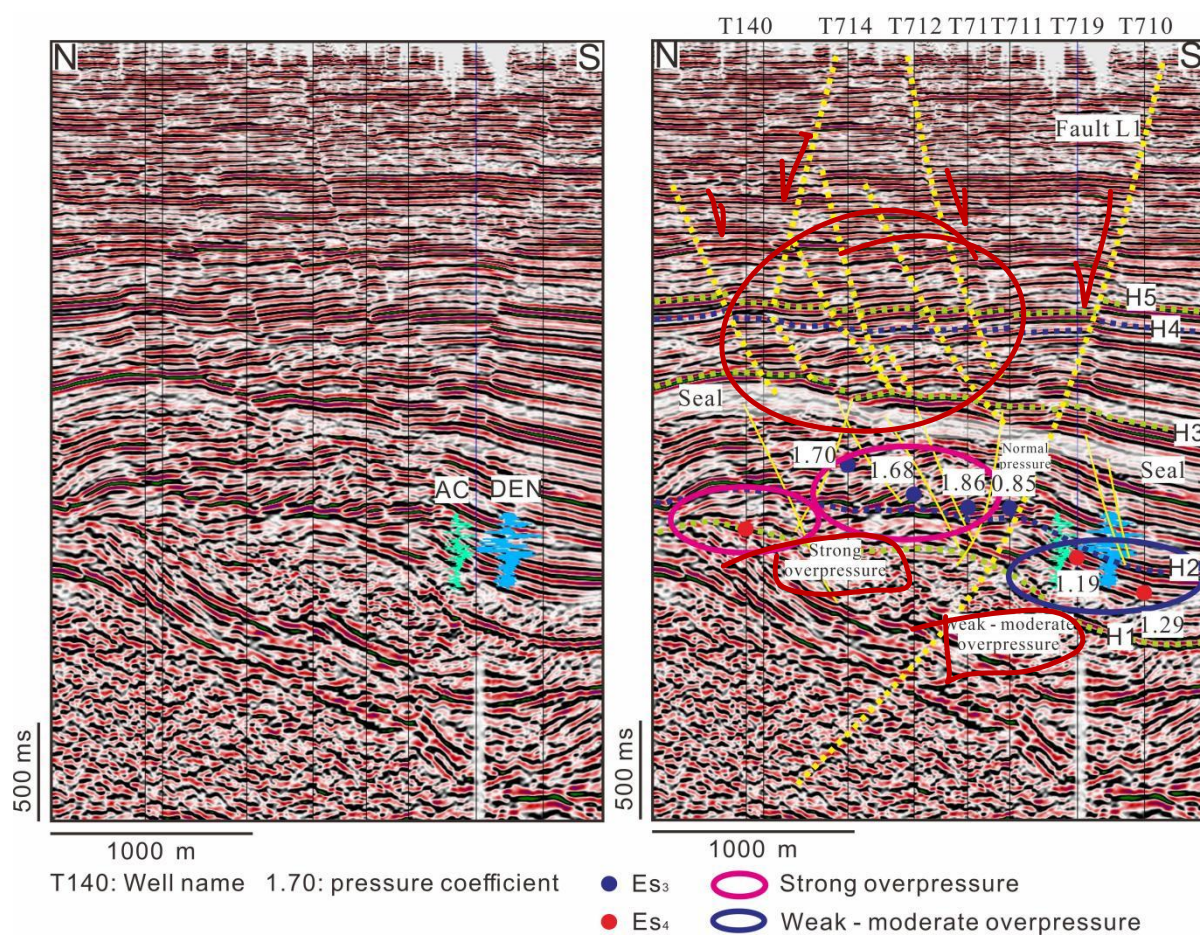 T140 T714 T712 T711 T711 T719 T710
N S N S
Fault L1
H5
H4
Seal
H3
1.70
Normal
pressure
1.68
1.86 0.85
Seal
AC DEN
Strong
overpressure
H2
1.19
1.29
Weak - moderate
overpressure
H1
500 ms 500 ms
1000 m 1000 m
T140: Well name 1.70: pressure coefficient
Es₃ Strong overpressure
Es₄ Weak - moderate overpressure